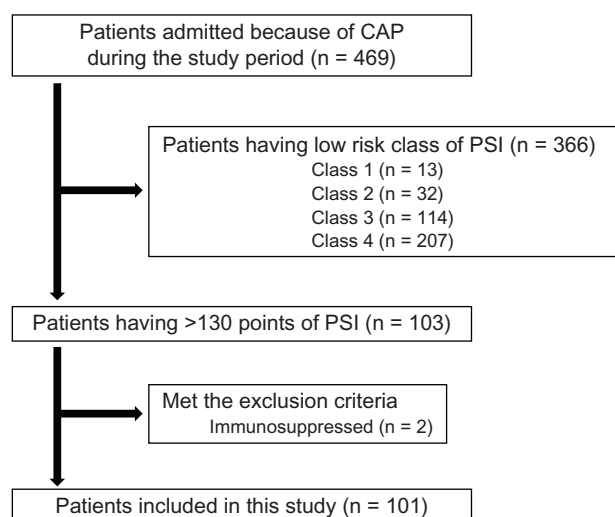 Patients admitted because of CAP
during the study period (n = 469)
Patients having low risk class of PSI (n = 366)
Class 1 (n = 13)
Class 2 (n = 32)
Class 3 (n = 114)
Class 4 (n = 207)
Patients having >130 points of PSI (n = 103)
Met the exclusion criteria
Immunosuppressed (n = 2)
Patients included in this study (n = 101)